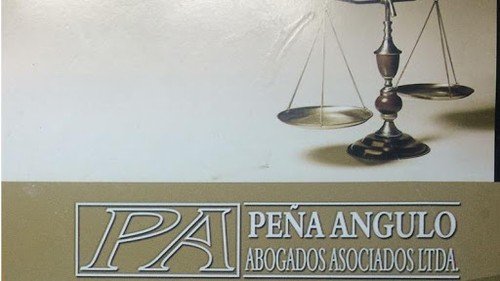 PA
PEÑA ANGULO
ABOGADOS ASOCIADOS LTDA.